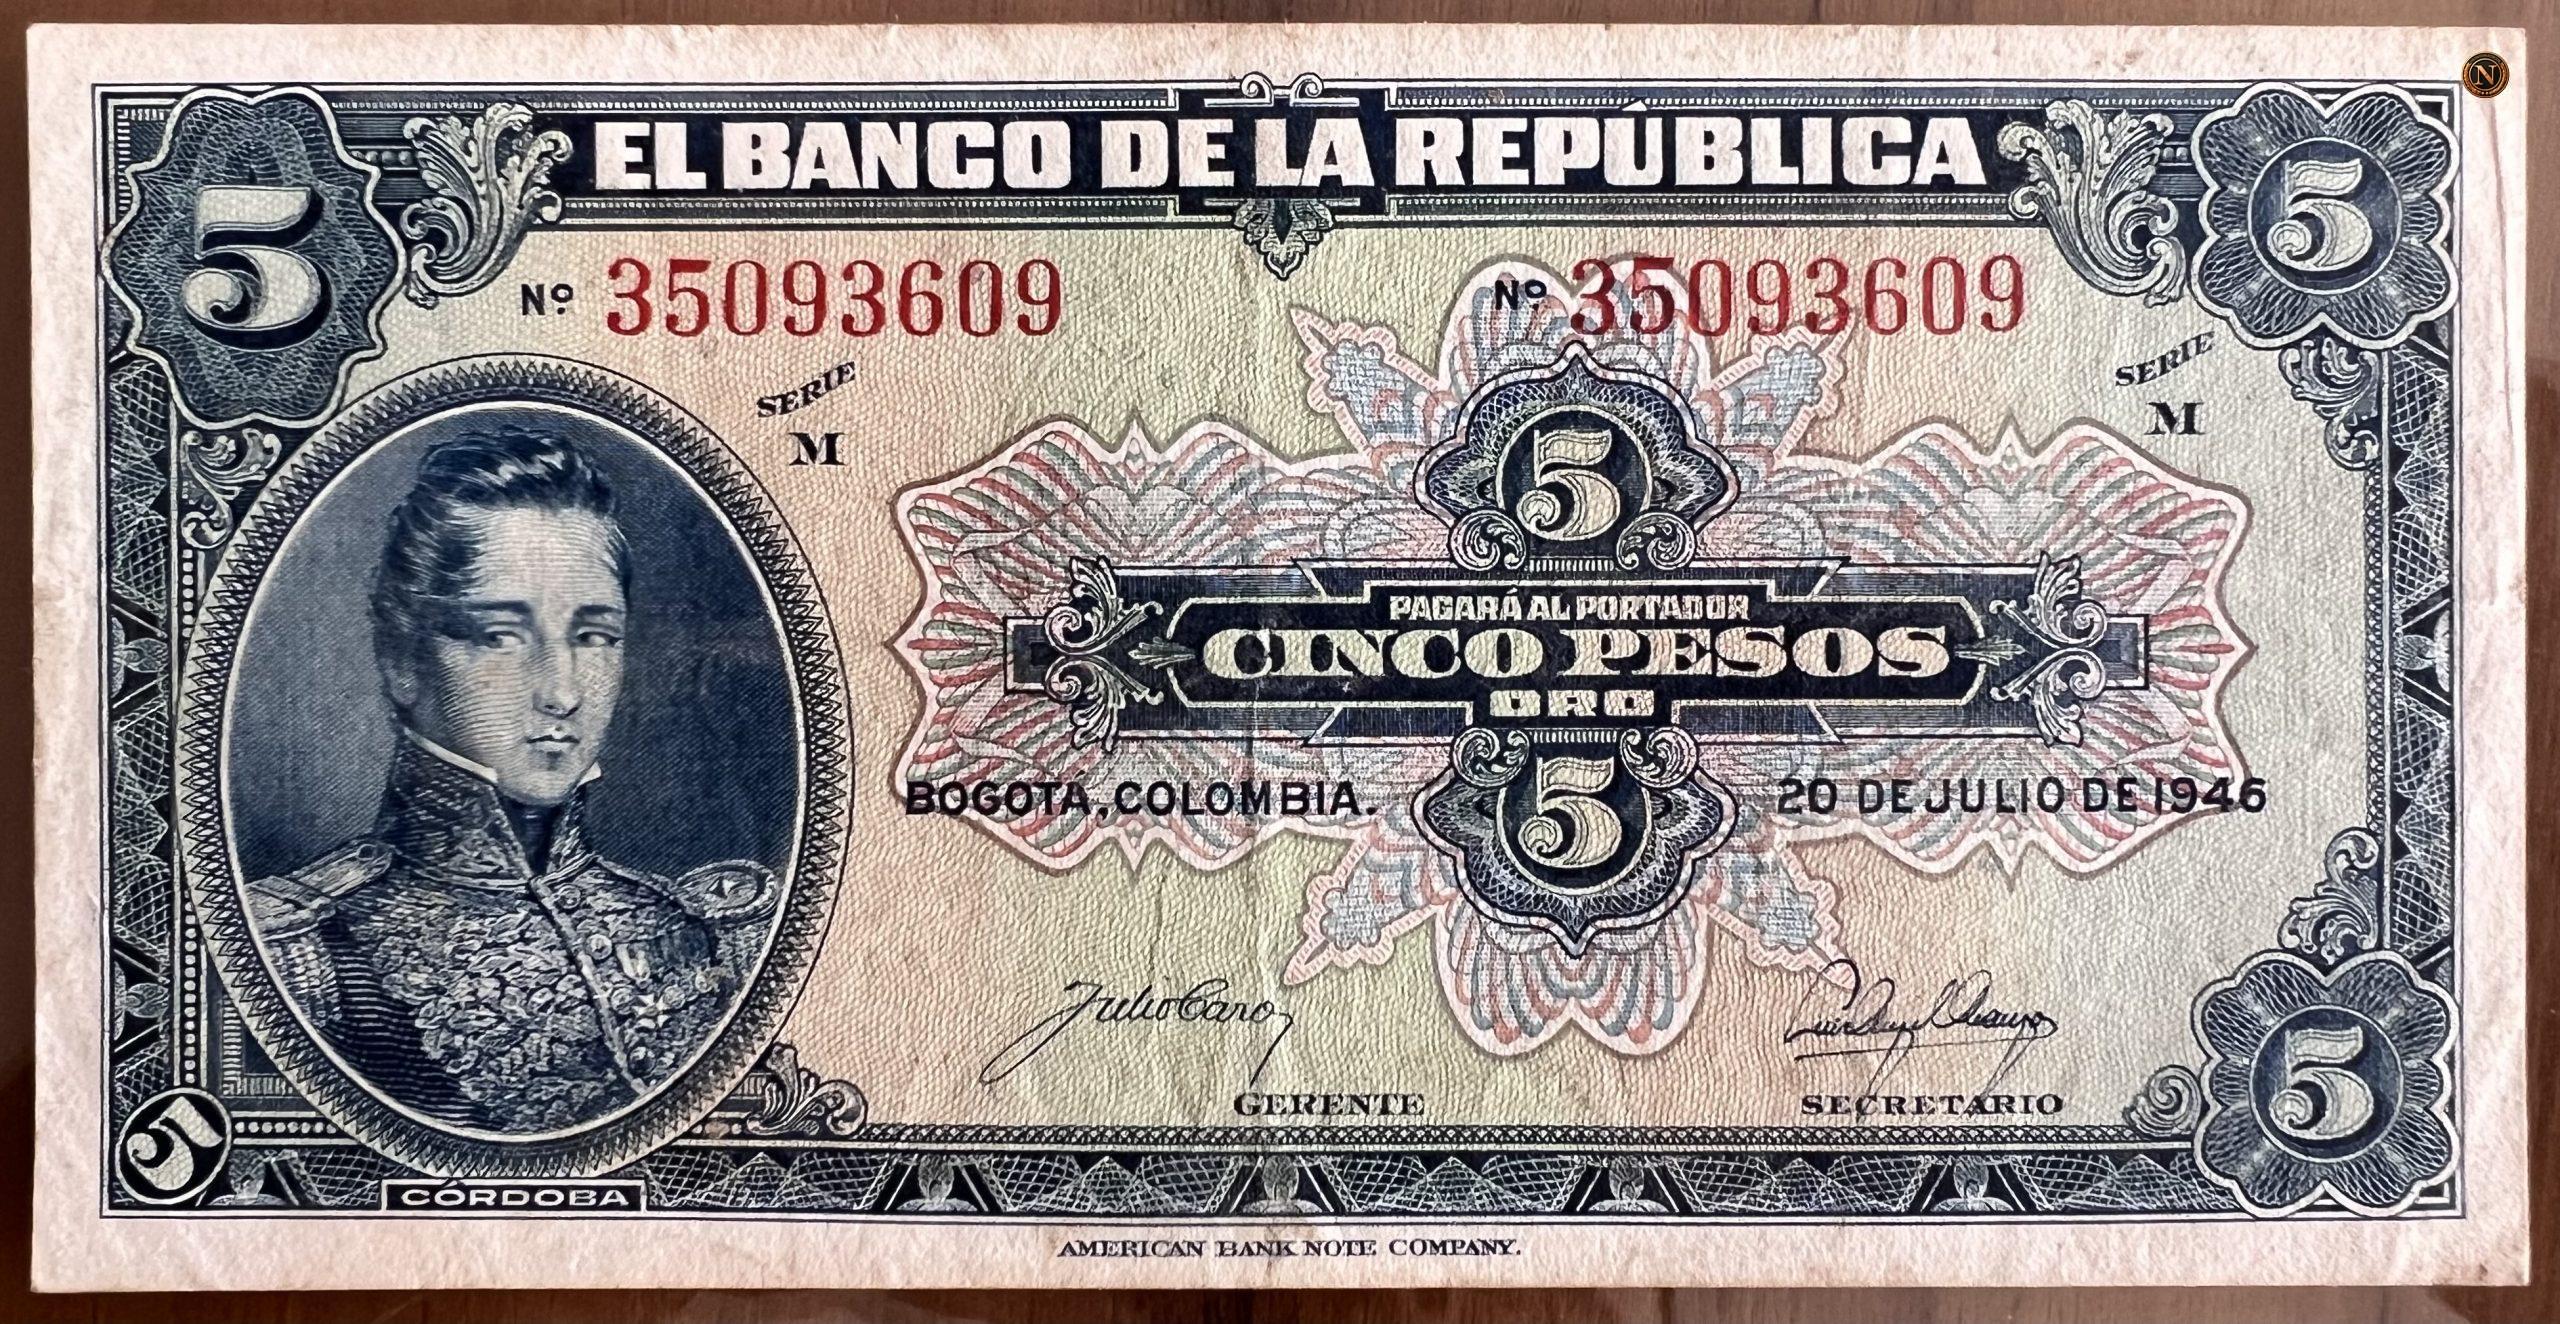 5
EL BANCO DE LA REPÚBLICA
5
N
Nº 35093609
Nº 35093609
SERIE
M
SERIE
M
5
PAGARÁ AL PORTADOR
CINCO PESOS
ORO
BOGOTÁ, COLOMBIA.
20 DE JULIO DE 1946
5
Julio Caro
GERENTE
SECRETARIO
5
CÓRDOBA
5
AMERICAN BANK NOTE COMPANY.